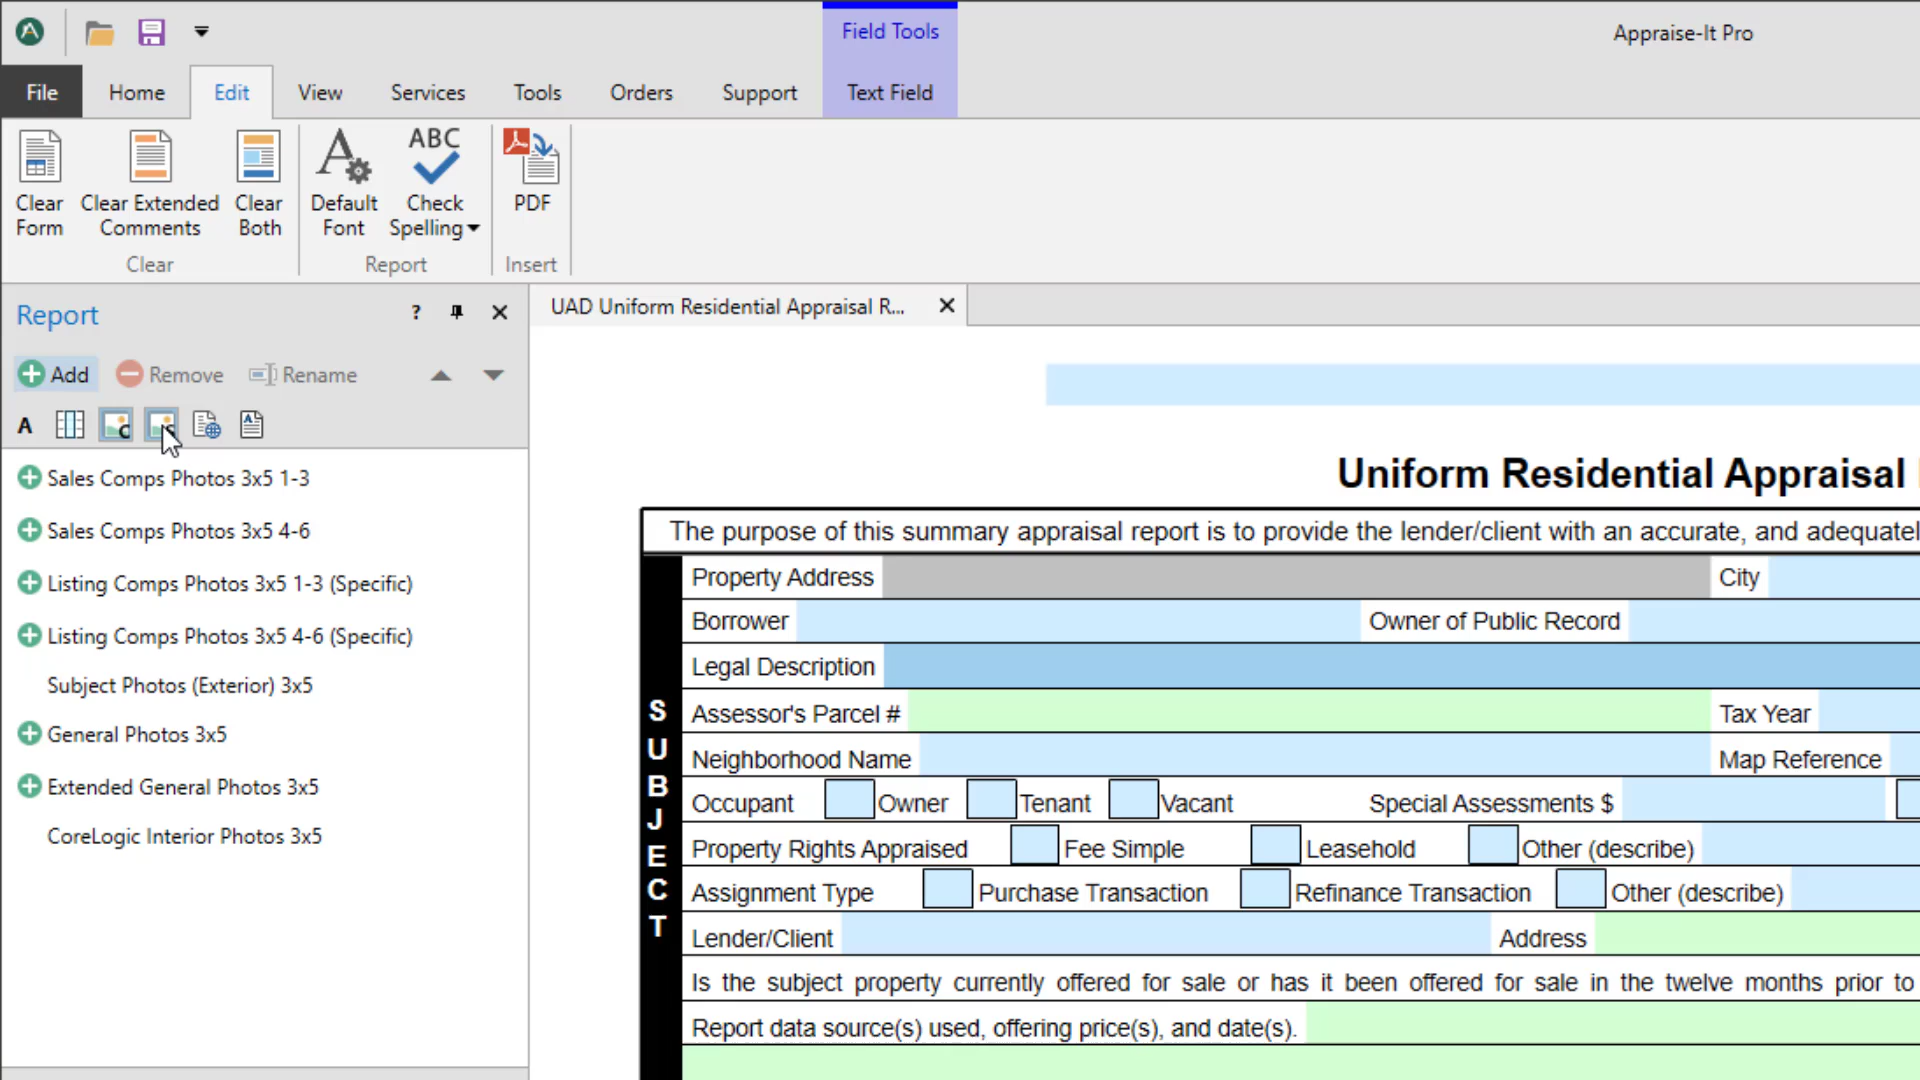 Field Tools
Appraise-It Pro
File Home Edit View Services Tools Orders Support Text Field
ABC
Clear Form
Clear Extended Comments
Clear Both
Default Font
Check Spelling
PDF
Clear
Report
Insert
Report ?
UAD Uniform Residential Appraisal R...
Add Remove Rename
A
Sales Comps Photos 3x5 1-3
Sales Comps Photos 3x5 4-6
Listing Comps Photos 3x5 1-3 (Specific)
Listing Comps Photos 3x5 4-6 (Specific)
Subject Photos (Exterior) 3x5
General Photos 3x5
Extended General Photos 3x5
CoreLogic Interior Photos 3x5
Uniform Residential Appraisal
The purpose of this summary appraisal report is to provide the lender/client with an accurate, and adequatel
SUBJECT
Property Address City
Borrower Owner of Public Record
Legal Description
Assessor's Parcel # Tax Year
Neighborhood Name Map Reference
Occupant Owner Tenant Vacant Special Assessments $
Property Rights Appraised Fee Simple Leasehold Other (describe)
Assignment Type Purchase Transaction Refinance Transaction Other (describe)
Lender/Client Address
Is the subject property currently offered for sale or has it been offered for sale in the twelve months prior to
Report data source(s) used, offering price(s), and date(s).